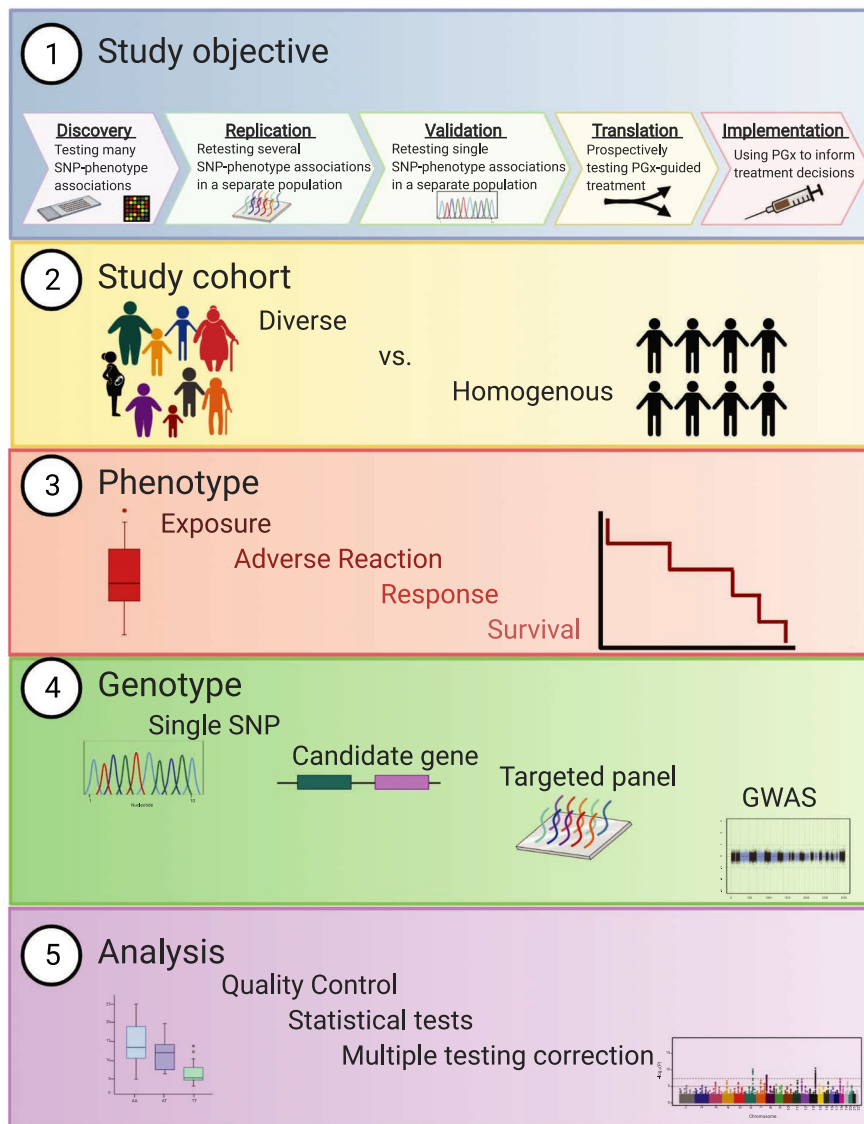 1 Study objective
Discovery
Testing many
SNP-phenotype
associations
Replication
Retesting several
SNP-phenotype associations
in a separate population
Validation
Retesting single
SNP-phenotype associations
in a separate population
Translation
Prospectively
testing PGx-guided
treatment
Implementation
Using PGx to inform
treatment decisions
2 Study cohort
Diverse
vs.
Homogenous
3 Phenotype
Exposure
Adverse Reaction
Response
Survival
4 Genotype
Single SNP
1 10
Nucleotide
Candidate gene
Targeted panel
GWAS
5 Analysis
Quality Control
Statistical tests
Multiple testing correction
AA AT TT
Chromosome